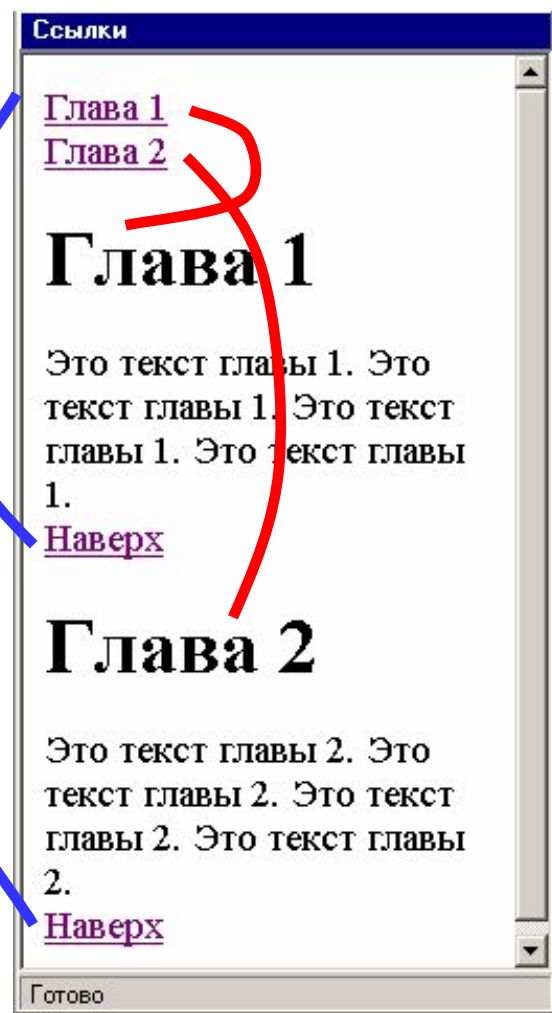 Ссылки
Глава 1
Глава 2
Глава 1
Это текст главы 1. Это
текст главы 1. Это текст
главы 1. Это текст главы
1.
Наверх
Глава 2
Это текст главы 2. Это
текст главы 2. Это текст
главы 2. Это текст главы
2.
Наверх
Готово